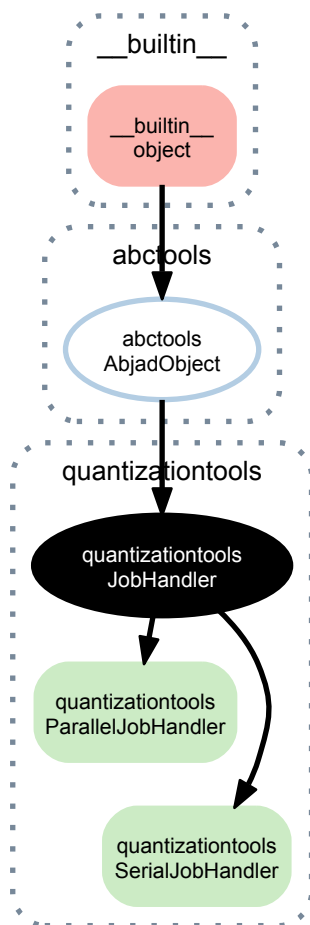 __builtin__
__builtin__
object
abctools
abctools
AbjadObject
quantizationtools
quantizationtools
JobHandler
quantizationtools
ParallelJobHandler
quantizationtools
SerialJobHandler